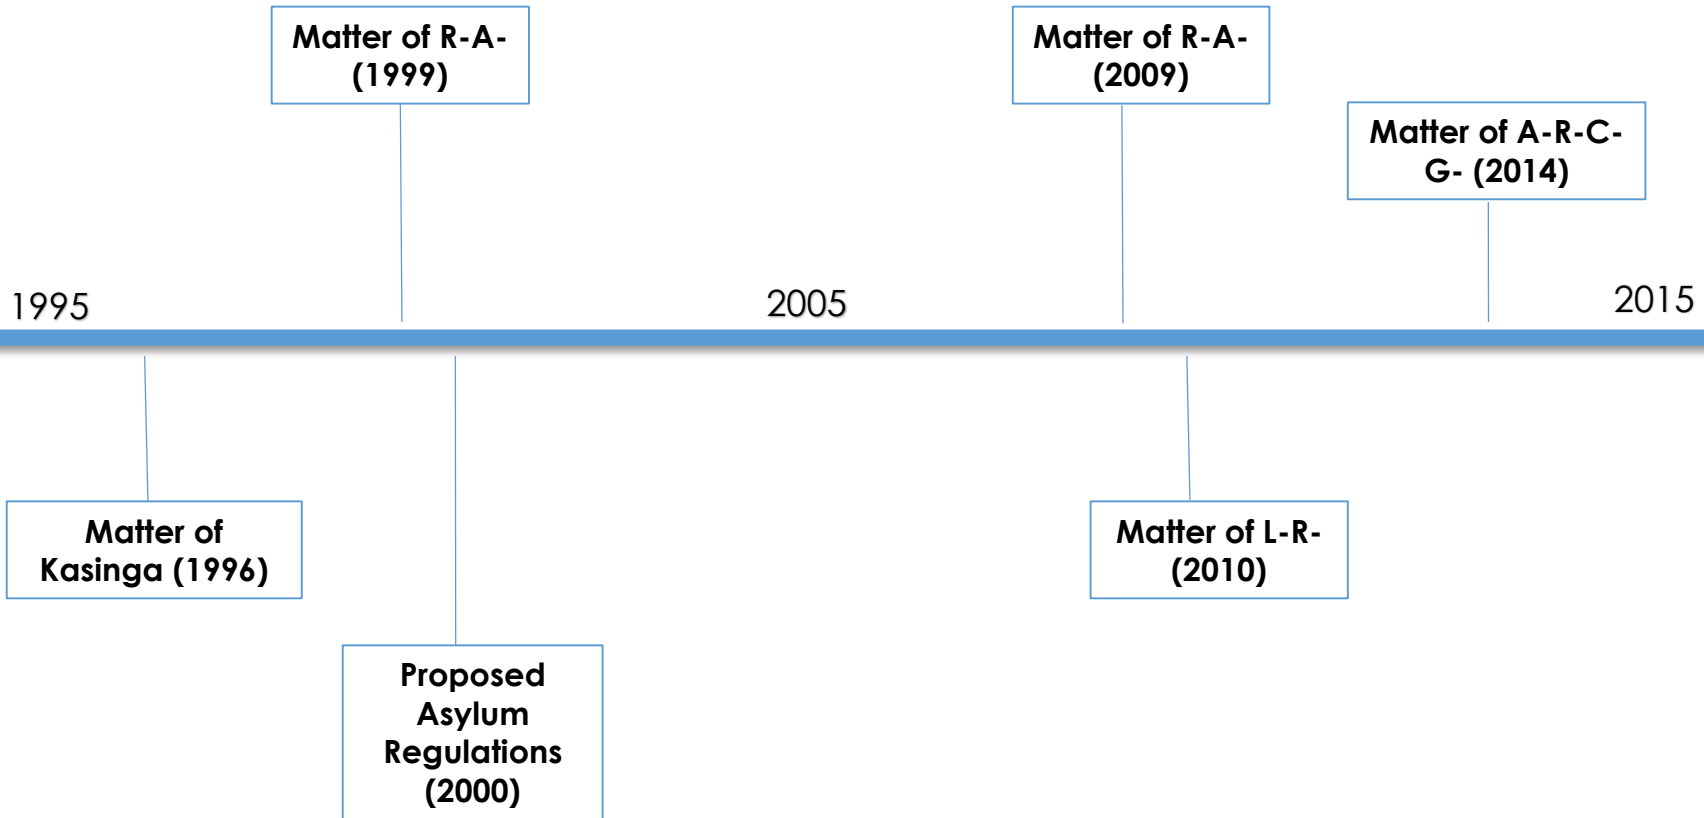 Matter of R-A-
(1999)
Matter of R-A-
(2009)
Matter of A-R-C-
G- (2014)
1995
2005
2015
Matter of
Kasinga (1996)
Matter of L-R-
(2010)
Proposed
Asylum
Regulations
(2000)